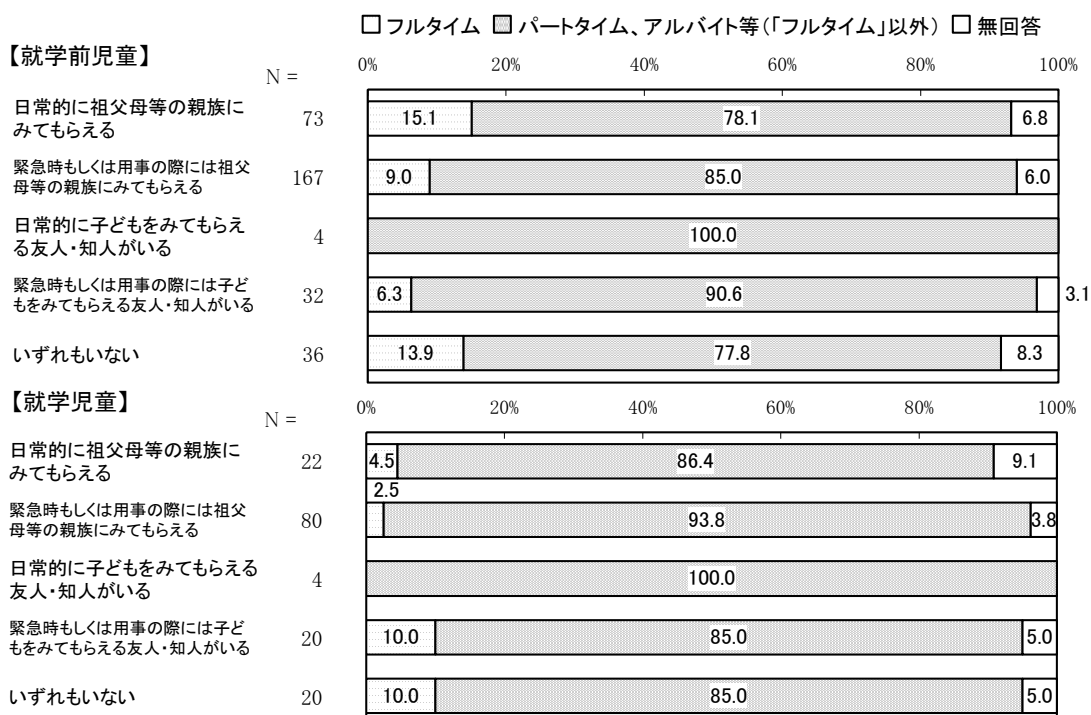 □フルタイム ■パートタイム、アルバイト等(「フルタイム」以外) □無回答
【就学前児童】
N =
0% 20% 40% 60% 80% 100%
日常的に祖父母等の親族に
みてもらえる
73 15.1 78.1 6.8
緊急時もしくは用事の際には祖父
母等の親族にみてもらえる
167 9.0 85.0 6.0
日常的に子どもをみてもらえ
る友人・知人がいる
4 100.0
緊急時もしくは用事の際には子ど
もをみてもらえる友人・知人がいる
32 6.3 90.6 3.1
いずれもいない 36 13.9 77.8 8.3
【就学児童】
N =
0% 20% 40% 60% 80% 100%
日常的に祖父母等の親族に
みてもらえる
22 4.5 86.4 9.1
緊急時もしくは用事の際には祖父
母等の親族にみてもらえる
80 2.5 93.8 3.8
日常的に子どもをみてもらえる
友人・知人がいる
4 100.0
緊急時もしくは用事の際には子ど
もをみてもらえる友人・知人がいる
20 10.0 85.0 5.0
いずれもいない 20 10.0 85.0 5.0